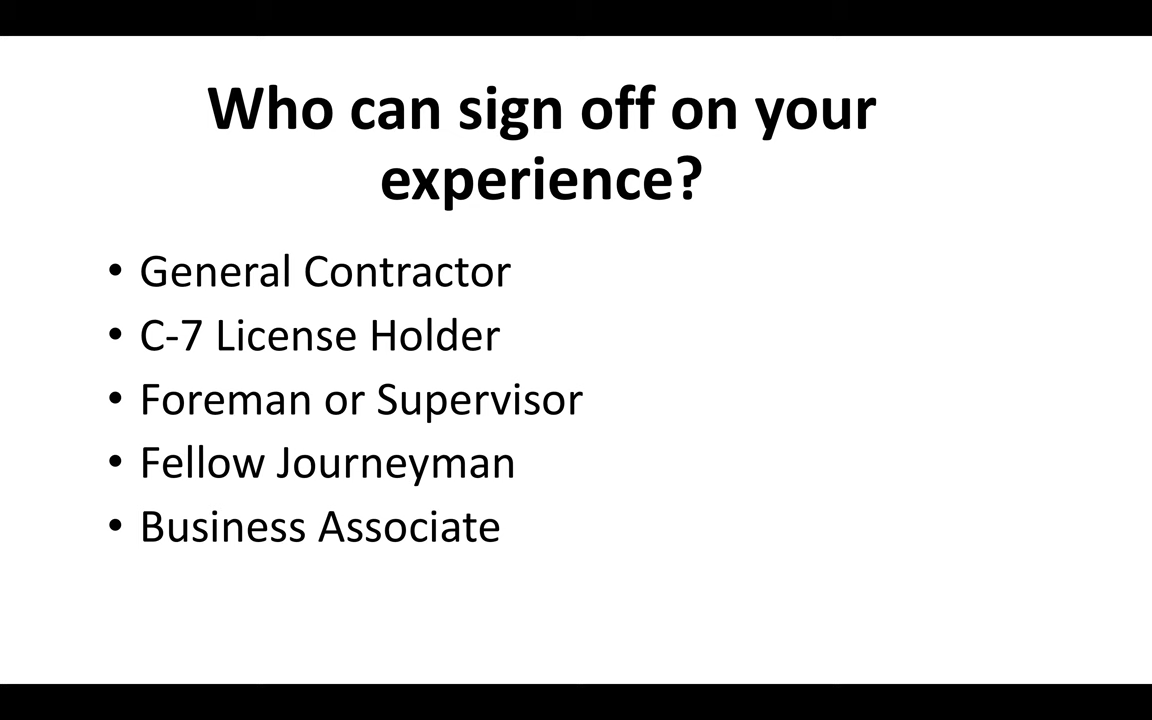 Who can sign off on your
experience?
• General Contractor
• C-7 License Holder
• Foreman or Supervisor
• Fellow Journeyman
• Business Associate